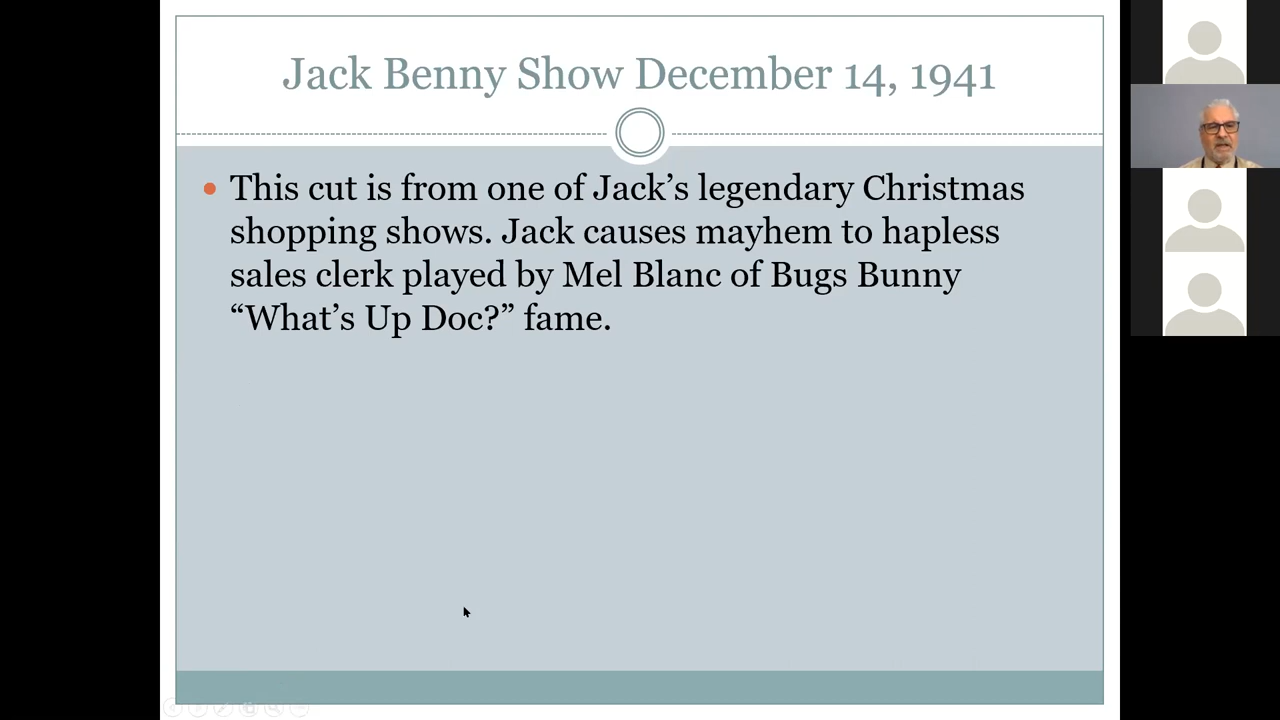 Jack Benny Show December 14, 1941
This cut is from one of Jack’s legendary Christmas
shopping shows. Jack causes mayhem to hapless
sales clerk played by Mel Blanc of Bugs Bunny
“What’s Up Doc?” fame.